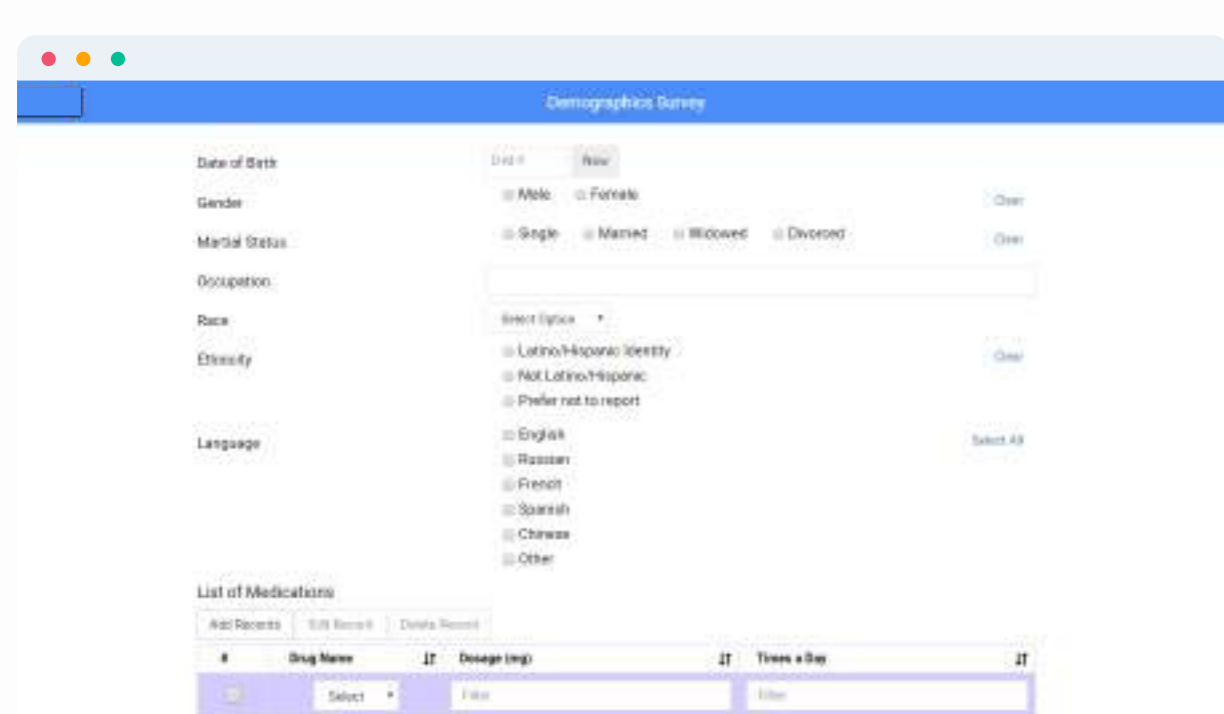 Demographics Survey
Date of Birth Now
Gender Male Female Clear
Martial Status Single Married Widowed Divorced Clear
Occupation
Race Select Option
Ethnicity Latino/Hispanic Identity Clear
Not Latino/Hispanic
Prefer not to report
Language English Select All
Russian
French
Spanish
Chinese
Other
List of Medications
Add Records Edit Record Delete Record
# Drug Name Dosage (mg) Times a Day
Select Filter Filter